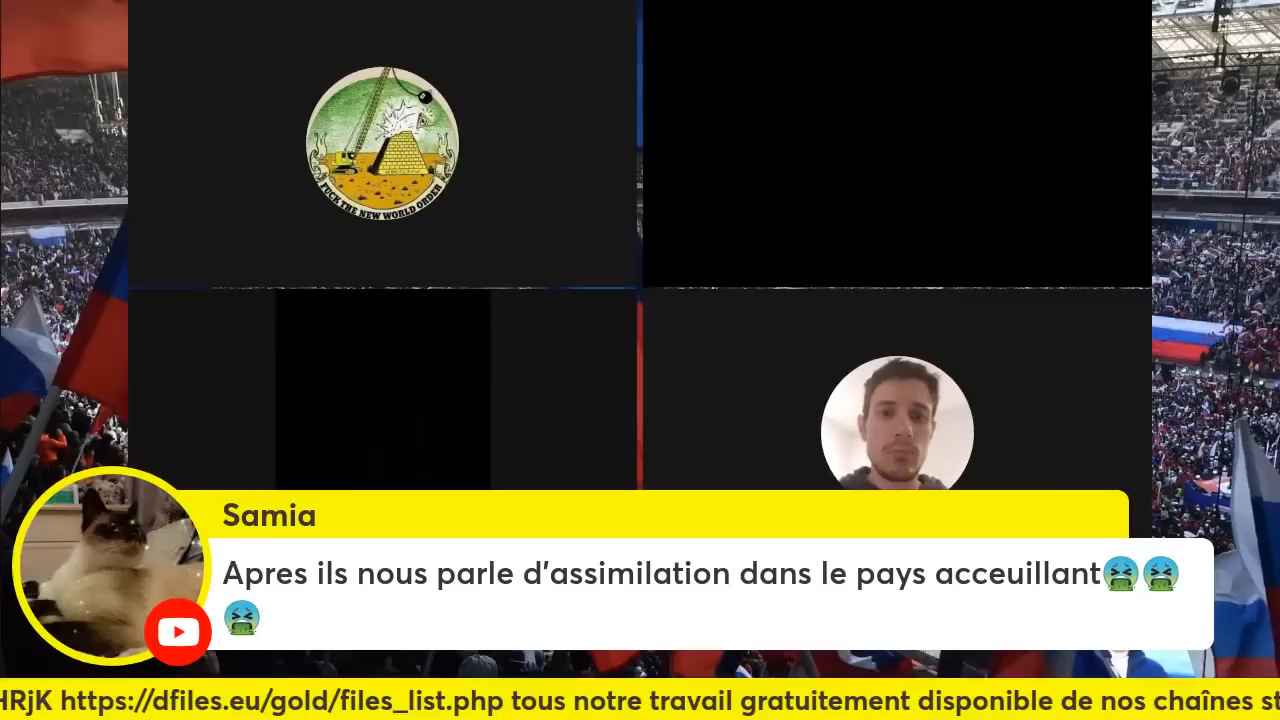 FUCK THE NEW WORLD ORDER
Samia
Apres ils nous parle d'assimilation dans le pays acceuillant🤮🤮
🤮
HRjK https://dfiles.eu/gold/files_list.php tous notre travail gratuitement disponible de nos chaînes st